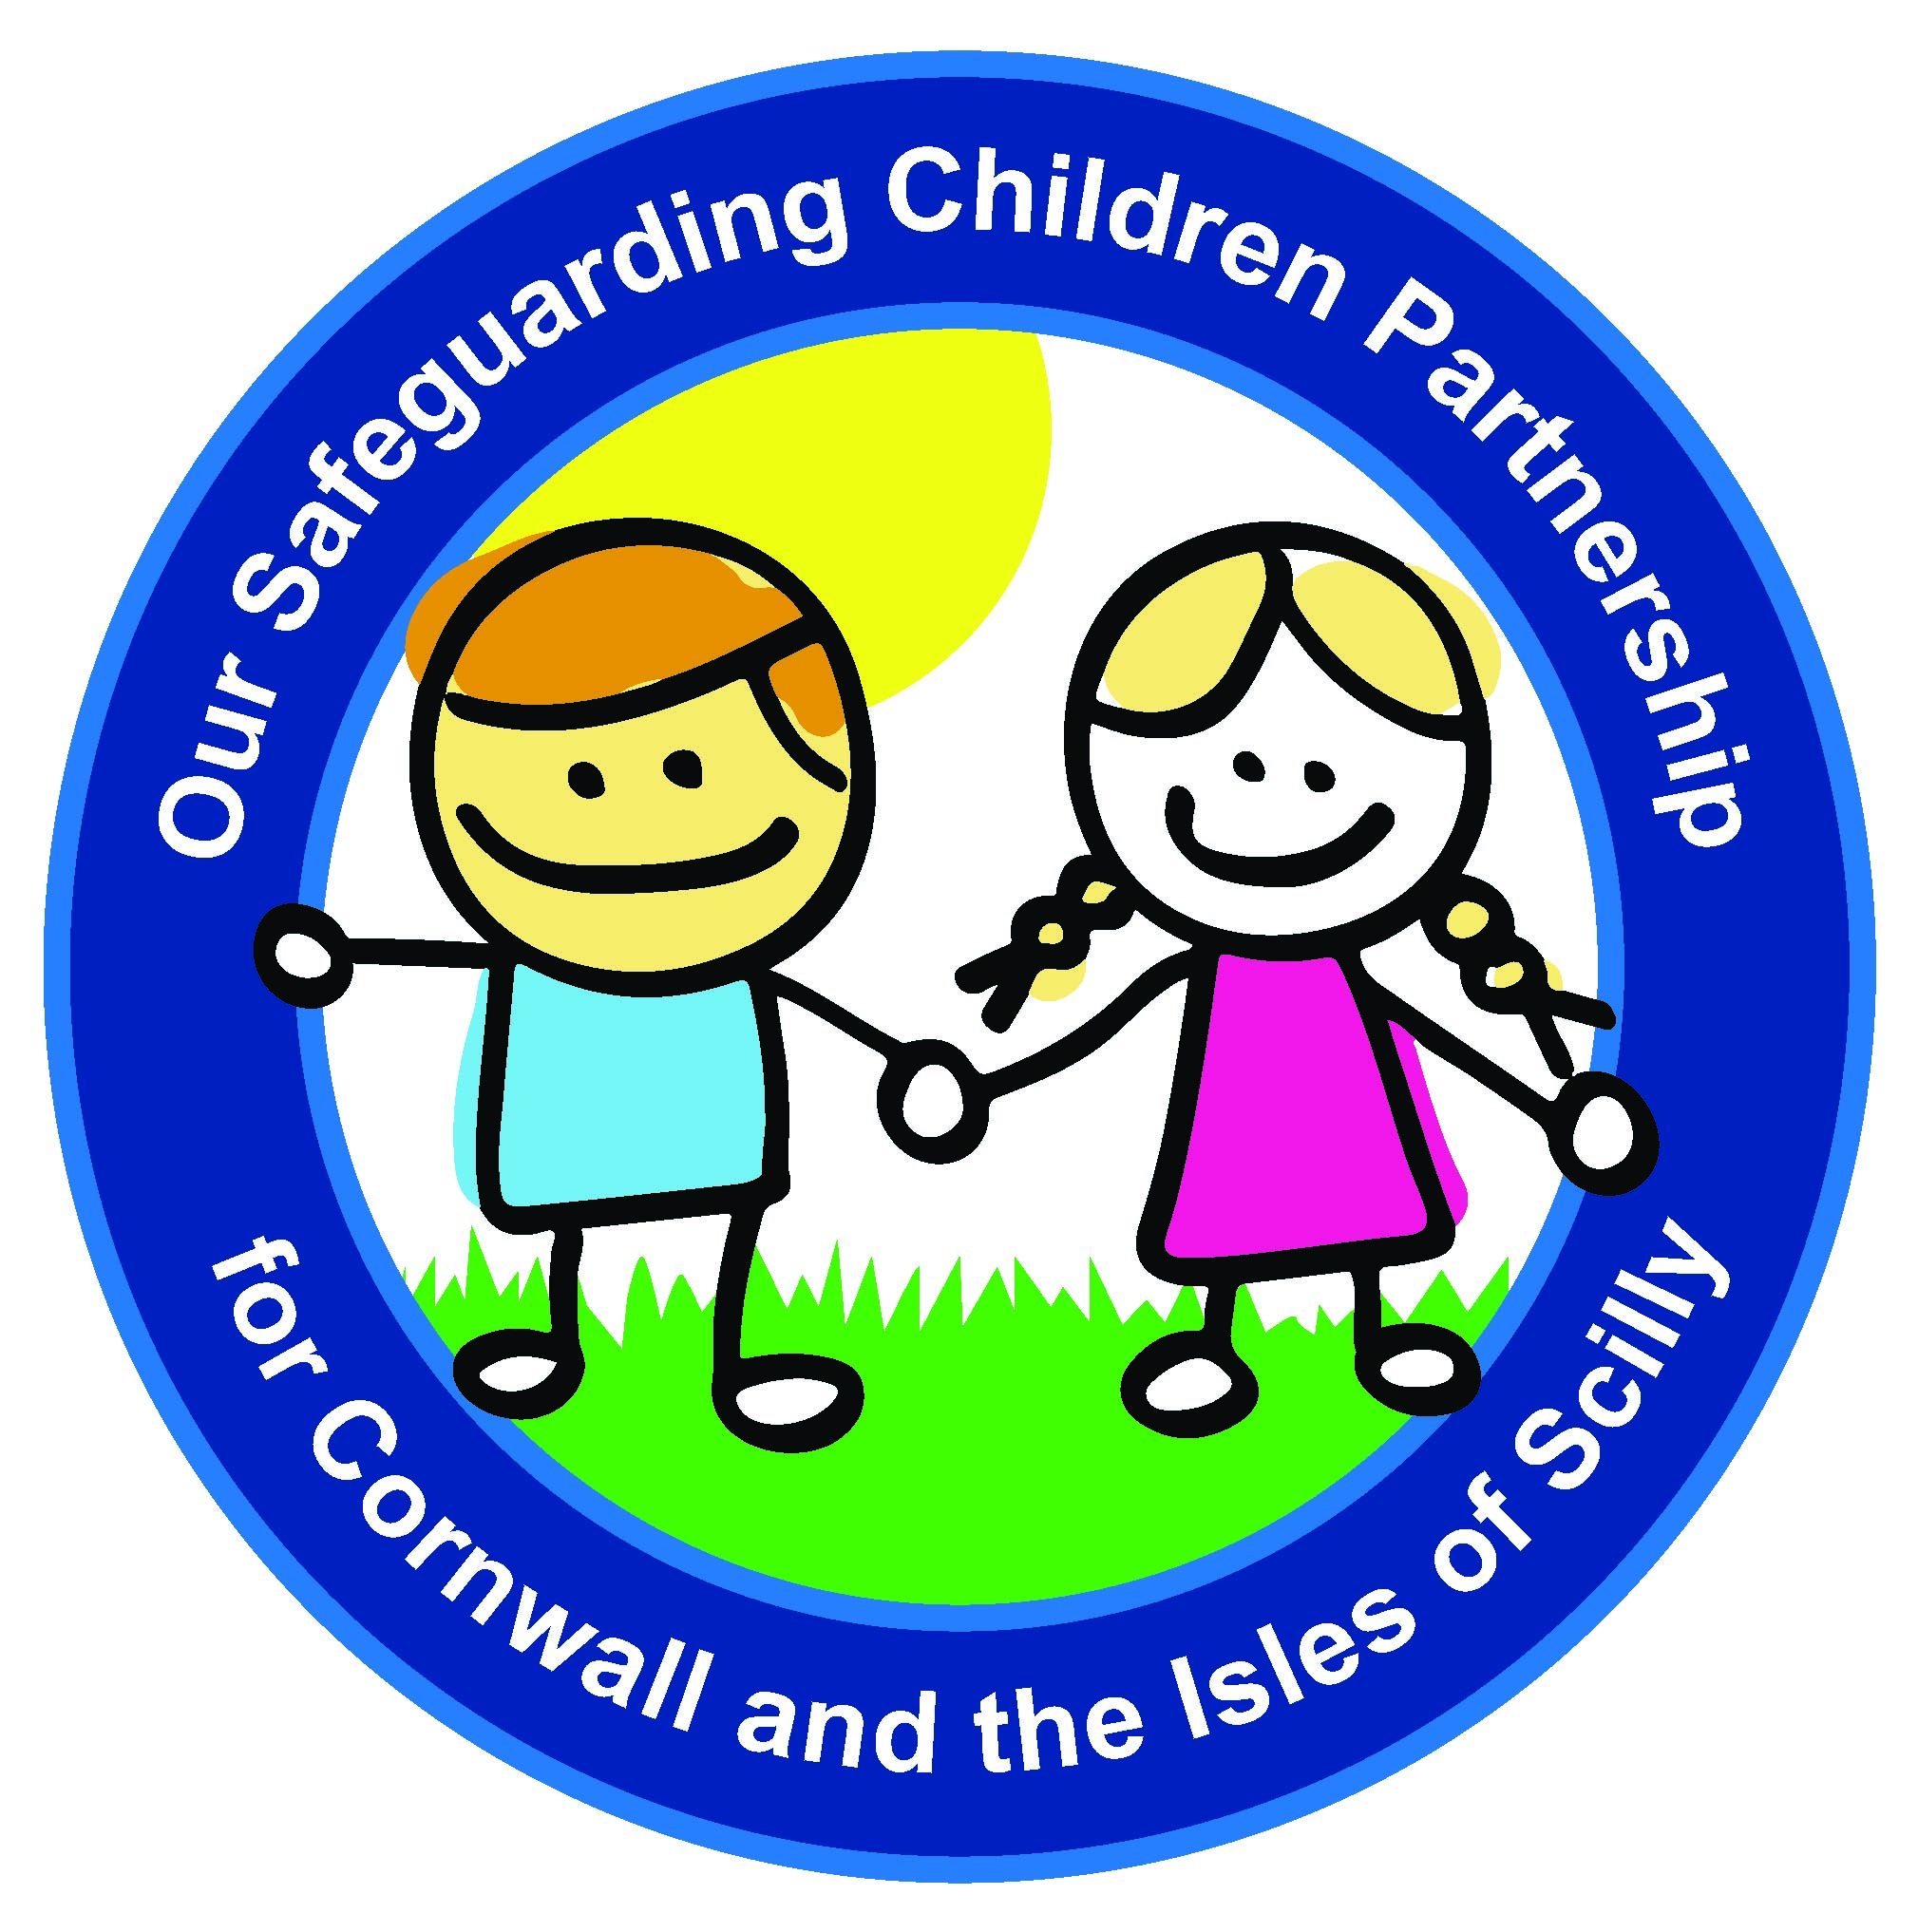 Our Safeguarding Children Partnership
for Cornwall and the Isles of Scilly